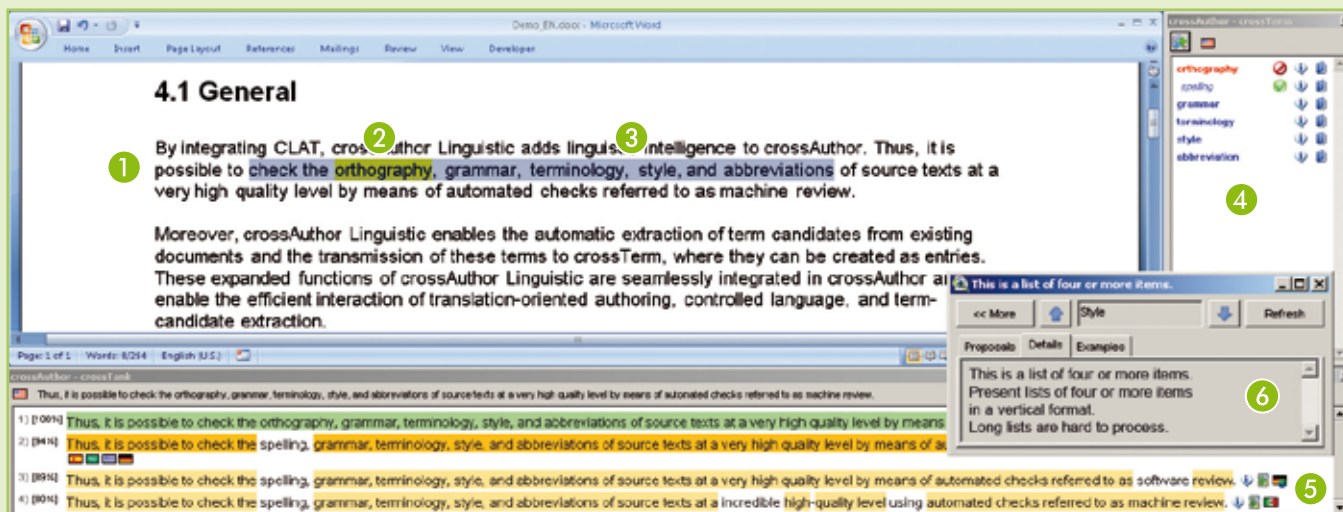 Demo_EN.docx - Microsoft Word
Home Insert Page Layout References Mailings Review View Developer
4.1 General
2 3
By integrating CLAT, crossAuthor Linguistic adds linguistic intelligence to crossAuthor. Thus, it is
1
possible to check the orthography, grammar, terminology, style, and abbreviations of source texts at a
very high quality level by means of automated checks referred to as machine review.
Moreover, crossAuthor Linguistic enables the automatic extraction of term candidates from existing
documents and the transmission of these terms to crossTerm, where they can be created as entries.
These expanded functions of crossAuthor Linguistic are seamlessly integrated in crossAuthor
enable the efficient interaction of translation-oriented authoring, controlled language, and term-
candidate extraction.
Page: 1 of 1 Words: 8/264 English (U.S.)
crossAuthor - crossTerm
orthography
spelling
grammar
terminology
style
abbreviation
4
This is a list of four or more items.
<< More Style Refresh
Proposals Details Examples
This is a list of four or more items.
Present lists of four or more items
in a vertical format.
Long lists are hard to process.
6
crossAuthor - crossTank
Thus, it is possible to check the orthography, grammar, terminology, style, and abbreviations of source texts at a very high quality level by means of automated checks referred to as machine review.
1) [100%] Thus, it is possible to check the orthography, grammar, terminology, style, and abbreviations of source texts at a very high quality level by means
2) [94%] Thus, it is possible to check the spelling, grammar, terminology, style, and abbreviations of source texts at a very high quality level by means of
3) [89%] Thus, it is possible to check the spelling, grammar, terminology, style, and abbreviations of source texts at a very high quality level by means of automated checks referred to as software review.
4) [80%] Thus, it is possible to check the spelling, grammar, terminology, style, and abbreviations of source texts at a incredible high-quality level using automated checks referred to as machine review.
5